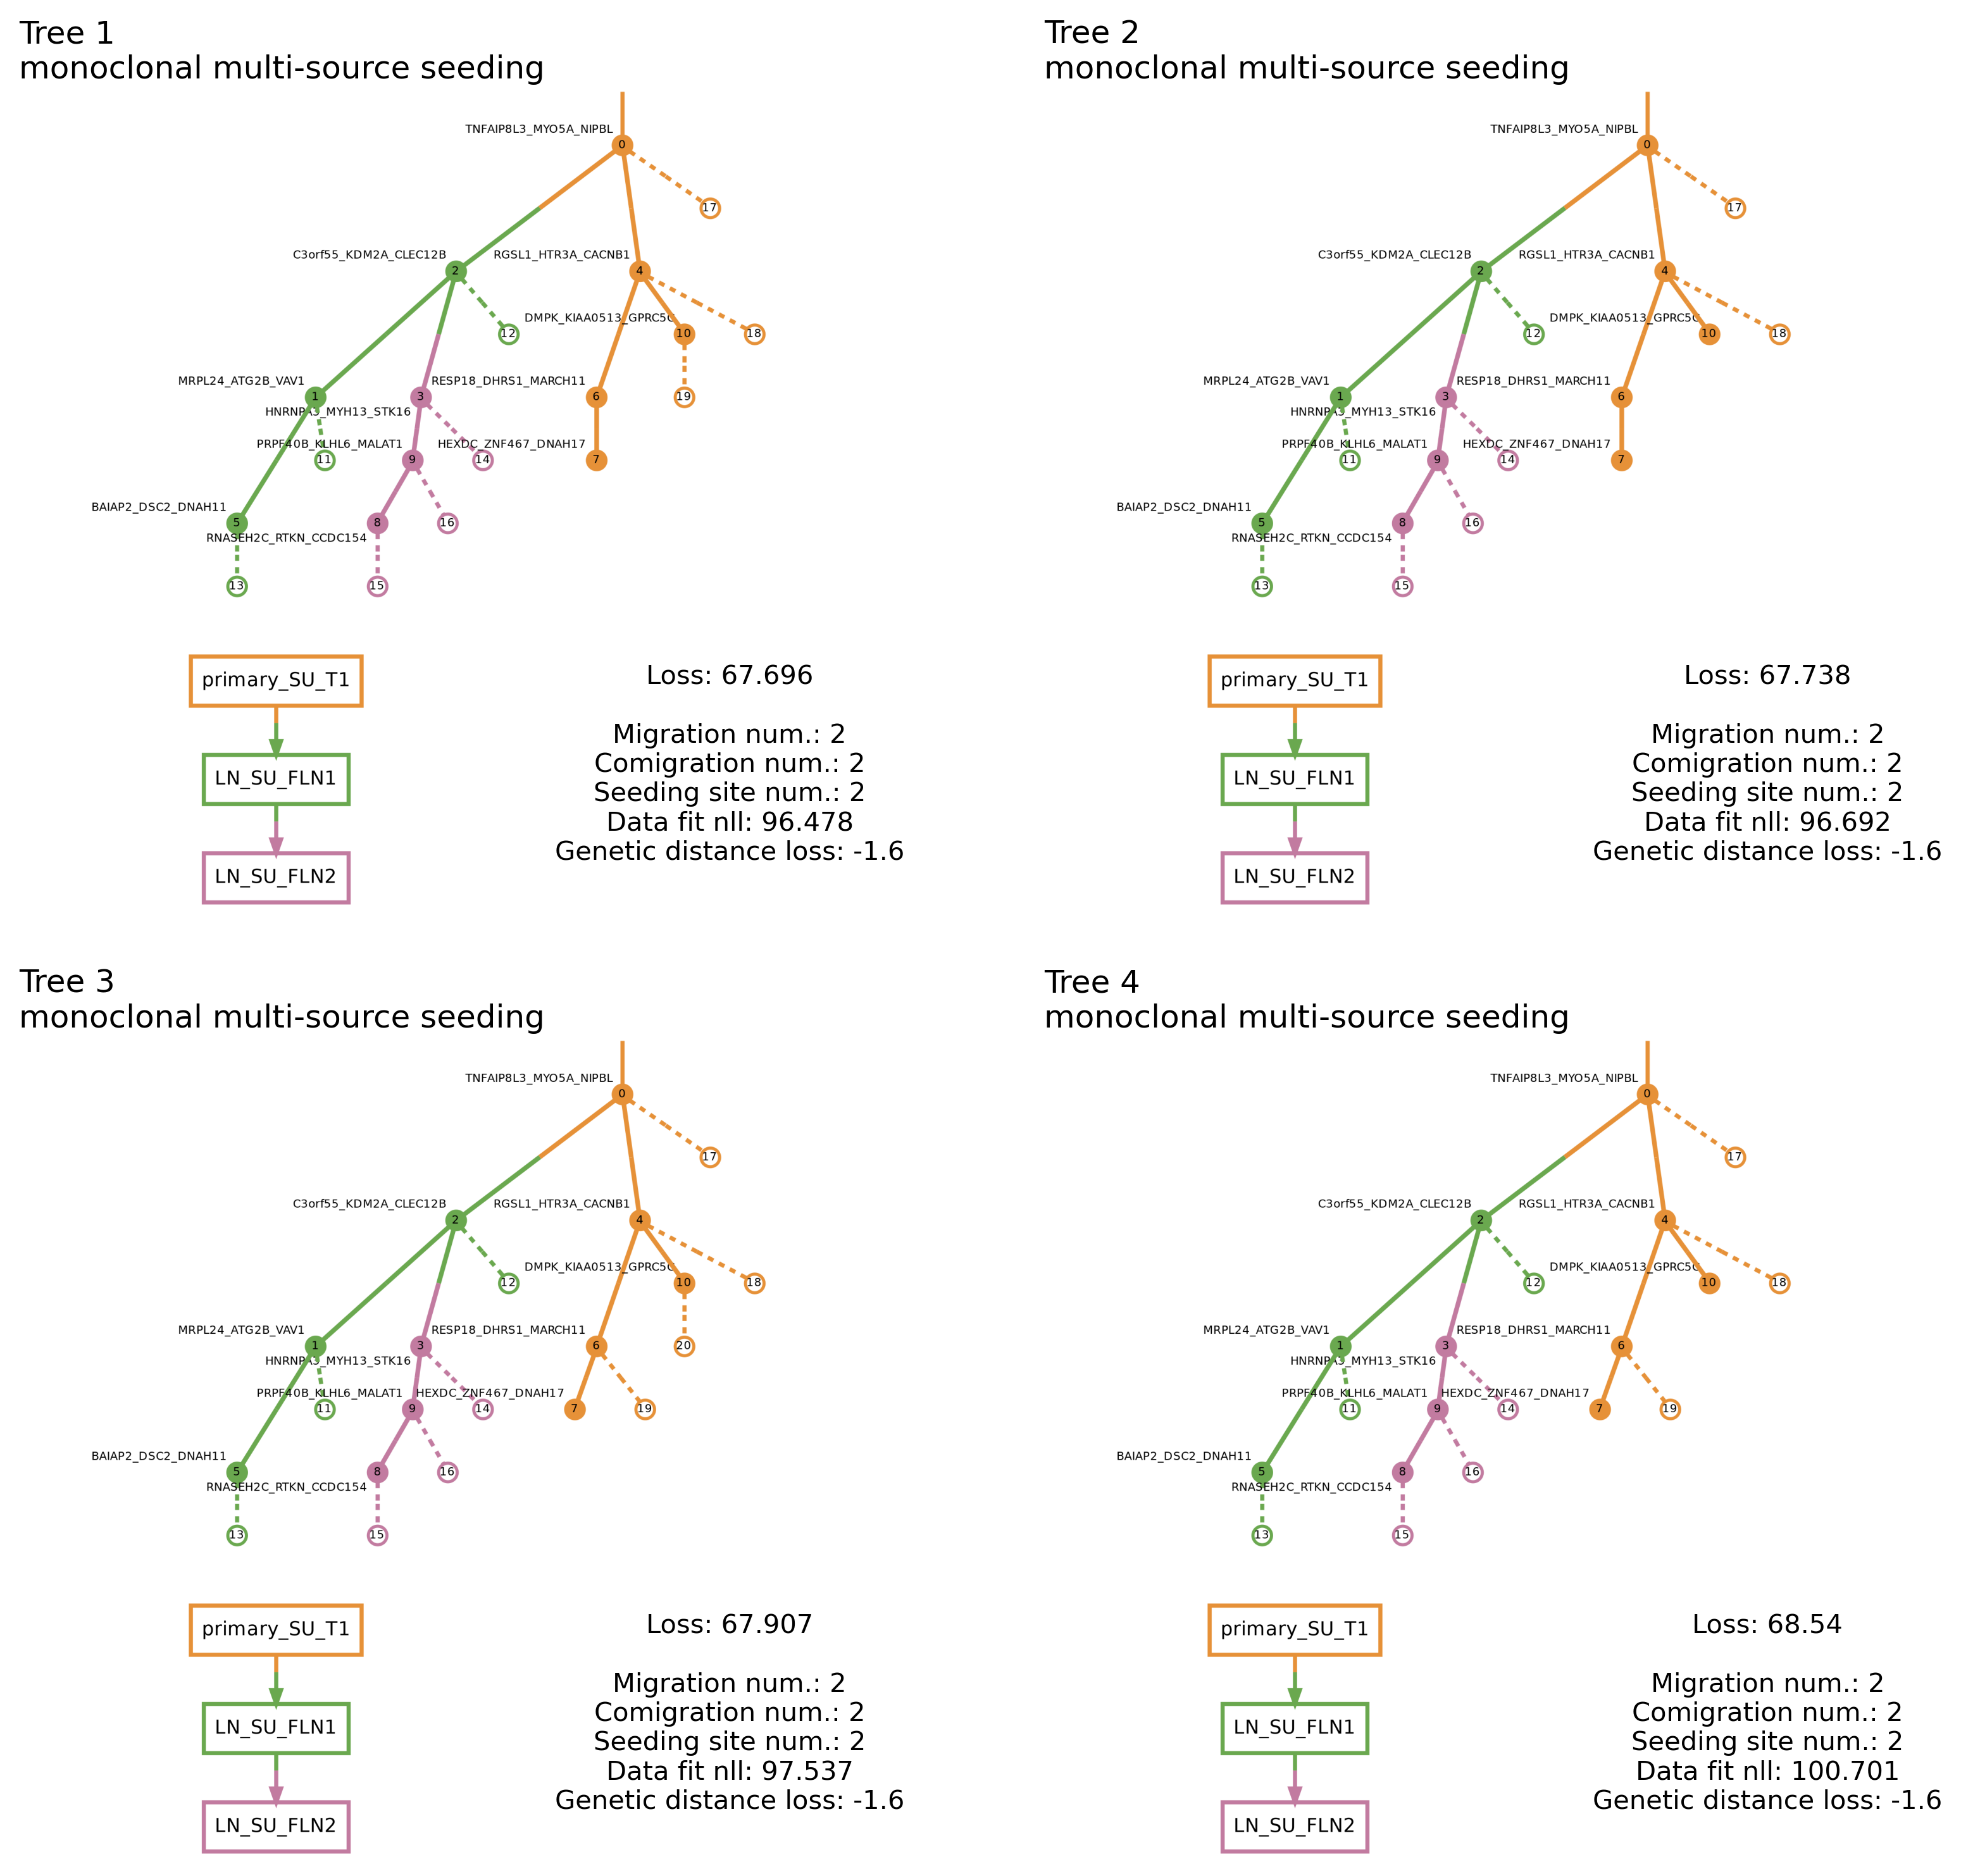 Tree 1
monoclonal multi-source seeding
TNFAIP8L3_MYO5A_NIPBL
0
17
C3orf55_KDM2A_CLEC12B
2
RGSL1_HTR3A_CACNB1
4
DMPK_KIAA0513_GPRC5C
12
10
18
MRPL24_ATG2B_VAV1
1
RESP18_DHRS1_MARCH11
3
6
19
HNRNPA3_MYH13_STK16
PRPF40B_KLHL6_MALAT1
HEXDC_ZNF467_DNAH17
11
9
14
7
BAIAP2_DSC2_DNAH11
5
8
16
RNASEH2C_RTKN_CCDC154
13
15
primary_SU_T1
LN_SU_FLN1
LN_SU_FLN2
Loss: 67.696
Migration num.: 2
Comigration num.: 2
Seeding site num.: 2
Data fit nll: 96.478
Genetic distance loss: -1.6
Tree 2
monoclonal multi-source seeding
TNFAIP8L3_MYO5A_NIPBL
0
17
C3orf55_KDM2A_CLEC12B
2
RGSL1_HTR3A_CACNB1
4
DMPK_KIAA0513_GPRC5C
12
10
18
MRPL24_ATG2B_VAV1
1
RESP18_DHRS1_MARCH11
3
6
HNRNPA3_MYH13_STK16
PRPF40B_KLHL6_MALAT1
HEXDC_ZNF467_DNAH17
11
9
14
7
BAIAP2_DSC2_DNAH11
5
8
16
RNASEH2C_RTKN_CCDC154
13
15
primary_SU_T1
LN_SU_FLN1
LN_SU_FLN2
Loss: 67.738
Migration num.: 2
Comigration num.: 2
Seeding site num.: 2
Data fit nll: 96.692
Genetic distance loss: -1.6
Tree 3
monoclonal multi-source seeding
TNFAIP8L3_MYO5A_NIPBL
0
17
C3orf55_KDM2A_CLEC12B
2
RGSL1_HTR3A_CACNB1
4
DMPK_KIAA0513_GPRC5C
12
10
18
MRPL24_ATG2B_VAV1
1
RESP18_DHRS1_MARCH11
3
6
20
HNRNPA3_MYH13_STK16
PRPF40B_KLHL6_MALAT1
HEXDC_ZNF467_DNAH17
11
9
14
7
19
BAIAP2_DSC2_DNAH11
5
8
16
RNASEH2C_RTKN_CCDC154
13
15
primary_SU_T1
LN_SU_FLN1
LN_SU_FLN2
Loss: 67.907
Migration num.: 2
Comigration num.: 2
Seeding site num.: 2
Data fit nll: 97.537
Genetic distance loss: -1.6
Tree 4
monoclonal multi-source seeding
TNFAIP8L3_MYO5A_NIPBL
0
17
C3orf55_KDM2A_CLEC12B
2
RGSL1_HTR3A_CACNB1
4
DMPK_KIAA0513_GPRC5C
12
10
18
MRPL24_ATG2B_VAV1
1
RESP18_DHRS1_MARCH11
3
6
HNRNPA3_MYH13_STK16
PRPF40B_KLHL6_MALAT1
HEXDC_ZNF467_DNAH17
11
9
14
7
19
BAIAP2_DSC2_DNAH11
5
8
16
RNASEH2C_RTKN_CCDC154
13
15
primary_SU_T1
LN_SU_FLN1
LN_SU_FLN2
Loss: 68.54
Migration num.: 2
Comigration num.: 2
Seeding site num.: 2
Data fit nll: 100.701
Genetic distance loss: -1.6